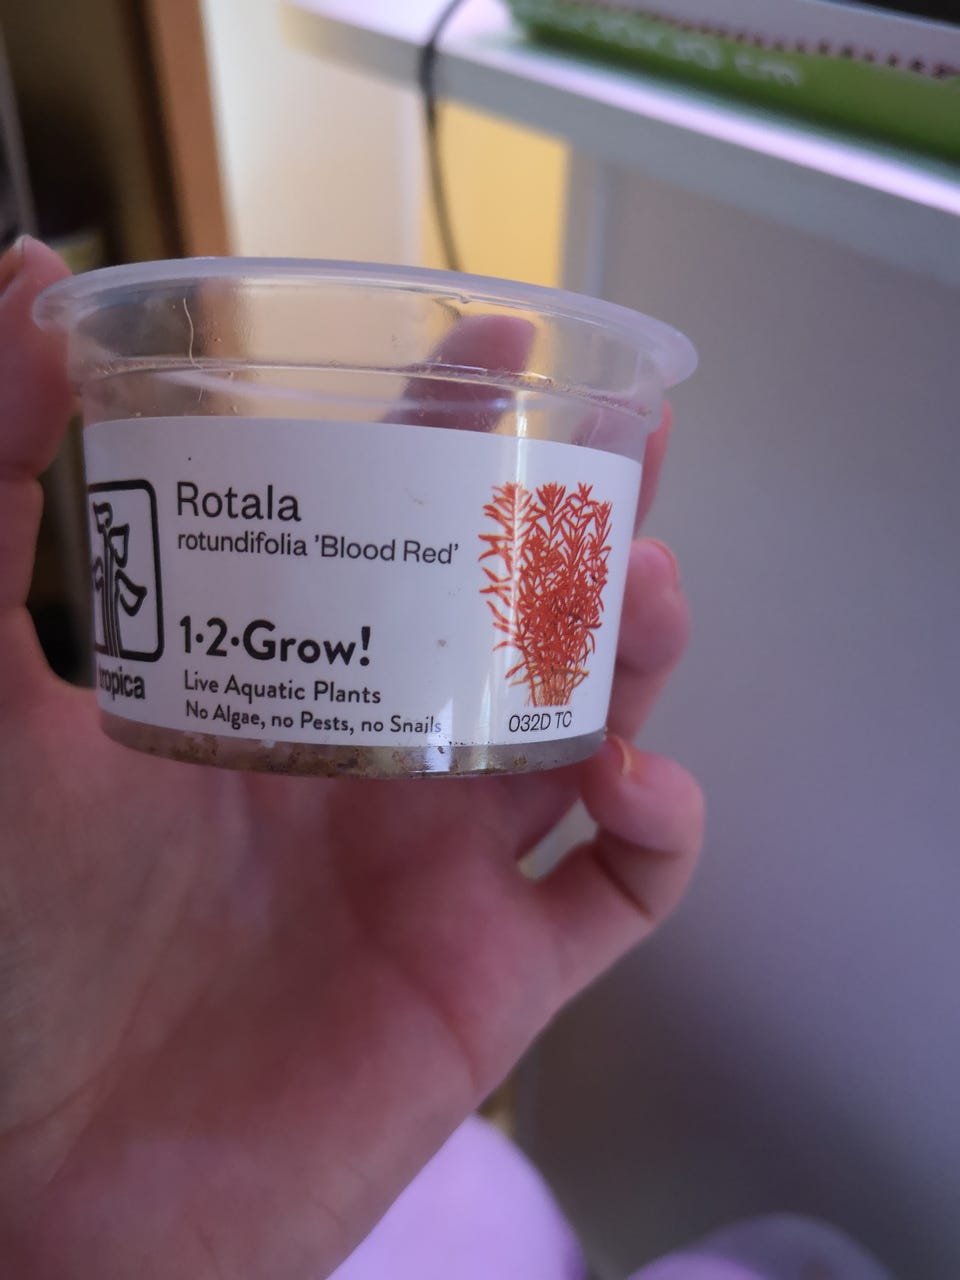 Rotala
rotundifolia 'Blood Red'
1·2·Grow!
Live Aquatic Plants
No Algae, no Pests, no Snails
032D TC
tropica